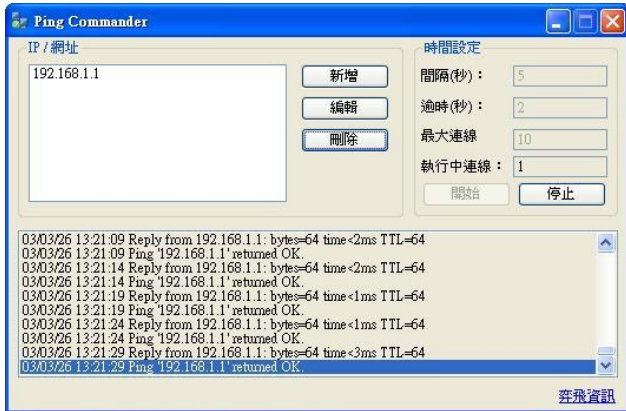 Ping Commander
IP / 網址
192.168.1.1
新增
編輯
刪除
時間設定
間隔(秒)： 5
逾時(秒)： 2
最大連線 10
執行中連線： 1
開始 停止
03/03/26 13:21:09 Reply from 192.168.1.1: bytes=64 time<2ms TTL=64
03/03/26 13:21:09 Ping '192.168.1.1' returned OK.
03/03/26 13:21:14 Reply from 192.168.1.1: bytes=64 time<2ms TTL=64
03/03/26 13:21:14 Ping '192.168.1.1' returned OK.
03/03/26 13:21:19 Reply from 192.168.1.1: bytes=64 time<1ms TTL=64
03/03/26 13:21:19 Ping '192.168.1.1' returned OK.
03/03/26 13:21:24 Reply from 192.168.1.1: bytes=64 time<1ms TTL=64
03/03/26 13:21:24 Ping '192.168.1.1' returned OK.
03/03/26 13:21:29 Reply from 192.168.1.1: bytes=64 time<3ms TTL=64
03/03/26 13:21:29 Ping '192.168.1.1' returned OK.
弈飛資訊